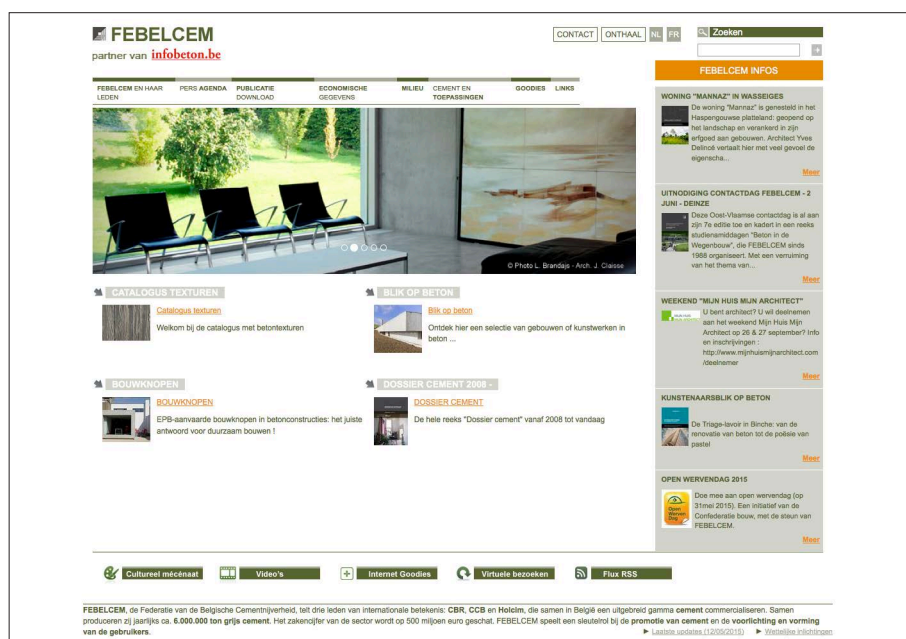 FEBELCEM
partner van infobeton.be
CONTACT
ONTHAAL
NL
FR
Zoeken
FEBELCEM EN HAAR LEDEN
PERS AGENDA
PUBLICATIE DOWNLOAD
ECONOMISCHE GEGEVENS
MILIEU
CEMENT EN TOEPASSINGEN
GOODIES
LINKS
© Photo L. Brandajs - Arch. J. Claisse
CATALOGUS TEXTUREN
Catalogus texturen
Welkom bij de catalogus met betontexturen
BLIK OP BETON
Blik op beton
Ontdek hier een selectie van gebouwen of kunstwerken in
beton ...
BOUWKNOPEN
BOUWKNOPEN
EPB-aanvaarde bouwknopen in betonconstructies: het juiste
antwoord voor duurzaam bouwen !
DOSSIER CEMENT 2008 -
DOSSIER CEMENT
De hele reeks "Dossier cement" vanaf 2008 tot vandaag
FEBELCEM INFOS
WONING "MANNAZ" IN WASSEIGES
De woning "Mannaz" is genesteld in het
Haspengouwse platteland: geopend op
het landschap en verankerd in zijn
erfgoed aan gebouwen. Architect Yves
Delincé vertaalt hier met veel gevoel de
eigenscha...
Meer
UITNODIGING CONTACTDAG FEBELCEM - 2
JUNI - DEINZE
Deze Oost-Vlaamse contactdag is al aan
zijn 7e editie toe en kadert in een reeks
studienamiddagen "Beton in de
Wegenbouw", die FEBELCEM sinds
1988 organiseert. Met een verruiming
van het thema van...
Meer
WEEKEND "MIJN HUIS MIJN ARCHITECT"
U bent architect? U wil deelnemen
aan het weekend Mijn Huis Mijn
Architect op 26 & 27 september? Info
en inschrijvingen :
http://www.mijnhuismijnarchitect.com
/deelnemer
Meer
KUNSTENAARSBLIK OP BETON
De Triage-lavoir in Binche: van de
renovatie van beton tot de poësie van
pastel
Meer
OPEN WERVENDAG 2015
Open
Werven
Dag
Doe mee aan open wervendag (op
31mei 2015). Een initiatief van de
Confederatie bouw, met de steun van
FEBELCEM.
Meer
Cultureel mécénaat
Video's
Internet Goodies
Virtuele bezoeken
Flux RSS
FEBELCEM, de Federatie van de Belgische Cementnijverheid, telt drie leden van internationale betekenis: CBR, CCB en Holcim, die samen in België een uitgebreid gamma cement commercialiseren. Samen
produceren zij jaarlijks ca. 6.000.000 ton grijs cement. Het zakencijfer van de sector wordt op 500 miljoen euro geschat. FEBELCEM speelt een sleutelrol bij de promotie van cement en de voorlichting en vorming
van de gebruikers.
Laatste updates (12/05/2015)
Wettelijke inlichtingen